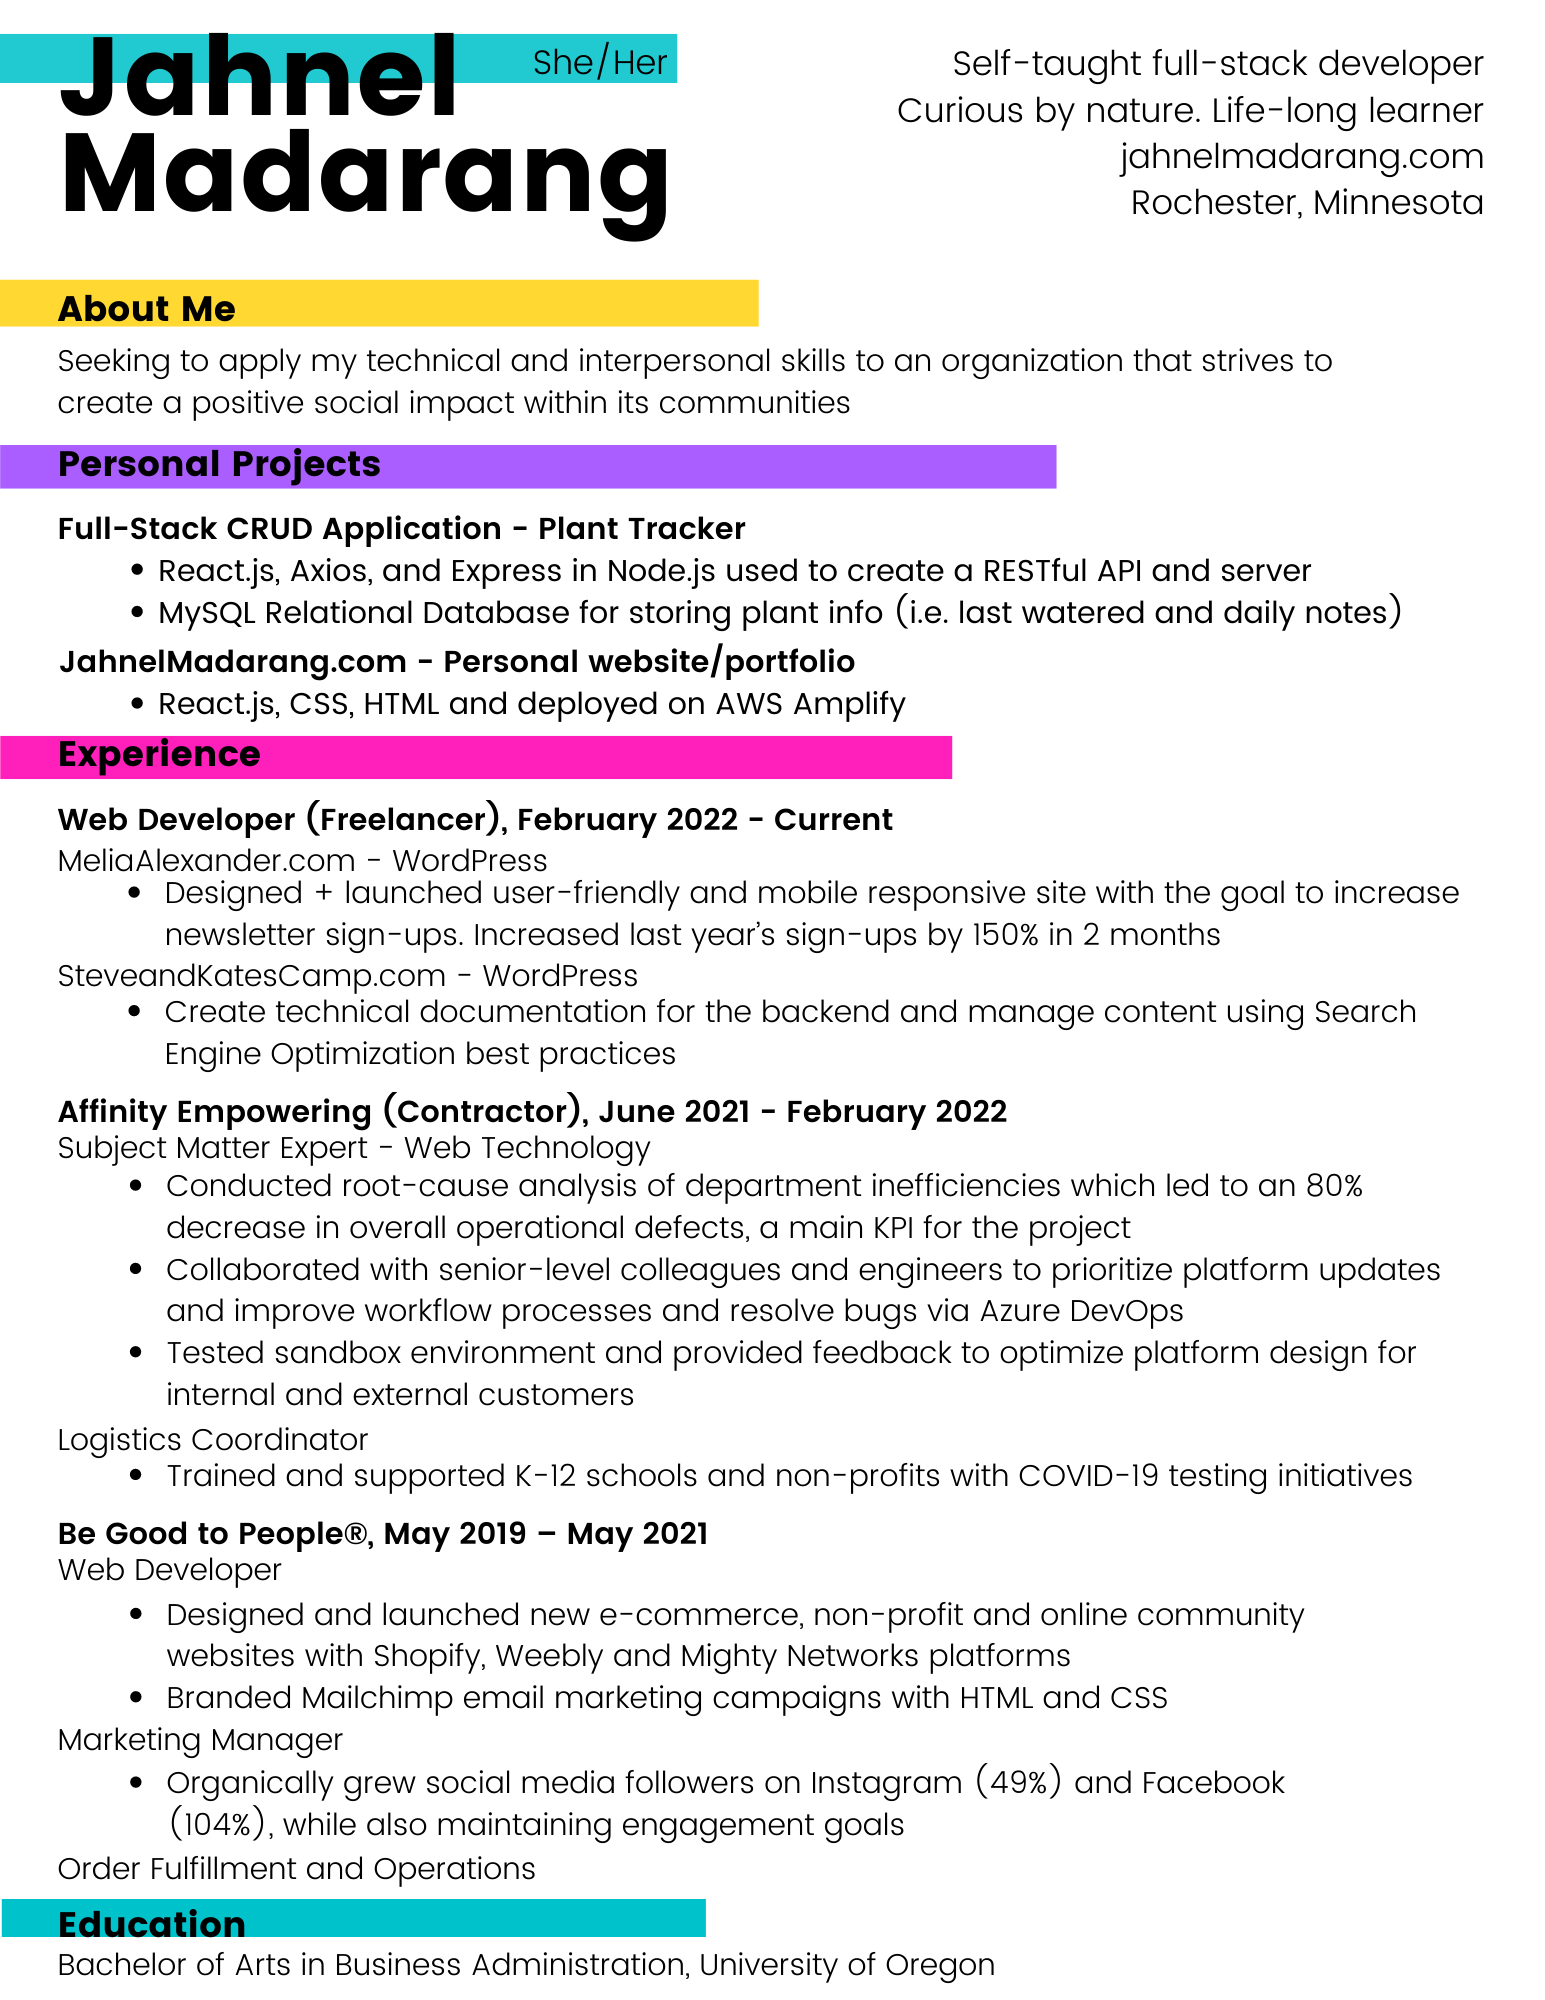 Jahnel
She/Her
Madarang
Self-taught full-stack developer
Curious by nature. Life-long learner
jahnelmadarang.com
Rochester, Minnesota
About Me
Seeking to apply my technical and interpersonal skills to an organization that strives to
create a positive social impact within its communities
Personal Projects
Full-Stack CRUD Application - Plant Tracker
• React.js, Axios, and Express in Node.js used to create a RESTful API and server
• MySQL Relational Database for storing plant info (i.e. last watered and daily notes)
JahnelMadarang.com - Personal website/portfolio
• React.js, CSS, HTML and deployed on AWS Amplify
Experience
Web Developer (Freelancer), February 2022 - Current
MeliaAlexander.com - WordPress
• Designed + launched user-friendly and mobile responsive site with the goal to increase
newsletter sign-ups. Increased last year's sign-ups by 150% in 2 months
SteveandKatesCamp.com - WordPress
• Create technical documentation for the backend and manage content using Search
Engine Optimization best practices
Affinity Empowering (Contractor), June 2021 - February 2022
Subject Matter Expert - Web Technology
• Conducted root-cause analysis of department inefficiencies which led to an 80%
decrease in overall operational defects, a main KPI for the project
• Collaborated with senior-level colleagues and engineers to prioritize platform updates
and improve workflow processes and resolve bugs via Azure DevOps
• Tested sandbox environment and provided feedback to optimize platform design for
internal and external customers
Logistics Coordinator
• Trained and supported K-12 schools and non-profits with COVID-19 testing initiatives
Be Good to People®, May 2019 – May 2021
Web Developer
• Designed and launched new e-commerce, non-profit and online community
websites with Shopify, Weebly and Mighty Networks platforms
• Branded Mailchimp email marketing campaigns with HTML and CSS
Marketing Manager
• Organically grew social media followers on Instagram (49%) and Facebook
(104%), while also maintaining engagement goals
Order Fulfillment and Operations
Education
Bachelor of Arts in Business Administration, University of Oregon